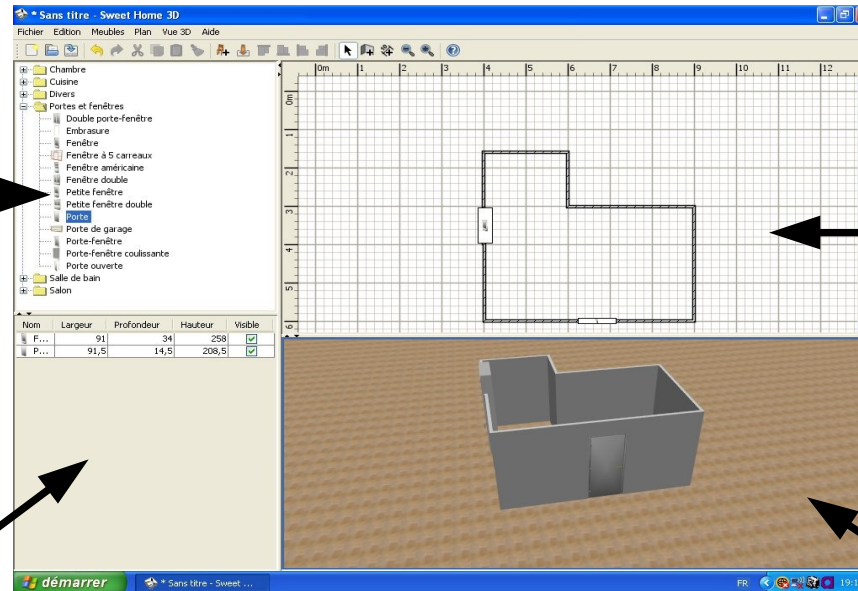 * Sans titre - Sweet Home 3D
Fichier Edition Meubles Plan Vue 3D Aide
Chambre
Cuisine
Divers
Portes et fenêtres
Double porte-fenêtre
Embrasure
Fenêtre
Fenêtre à 5 carreaux
Fenêtre américaine
Fenêtre double
Petite fenêtre
Petite fenêtre double
Porte
Porte de garage
Porte-fenêtre
Porte-fenêtre coulissante
Porte ouverte
Salle de bain
Salon
0m 1 2 3 4 5 6 7 8 9 10 11 12
0m
1
2
3
4
5
6
Nom Largeur Profondeur Hauteur Visible
F... 91 34 258
P... 91,5 14,5 208,5
démarrer
* Sans titre - Sweet ...
FR
19:1